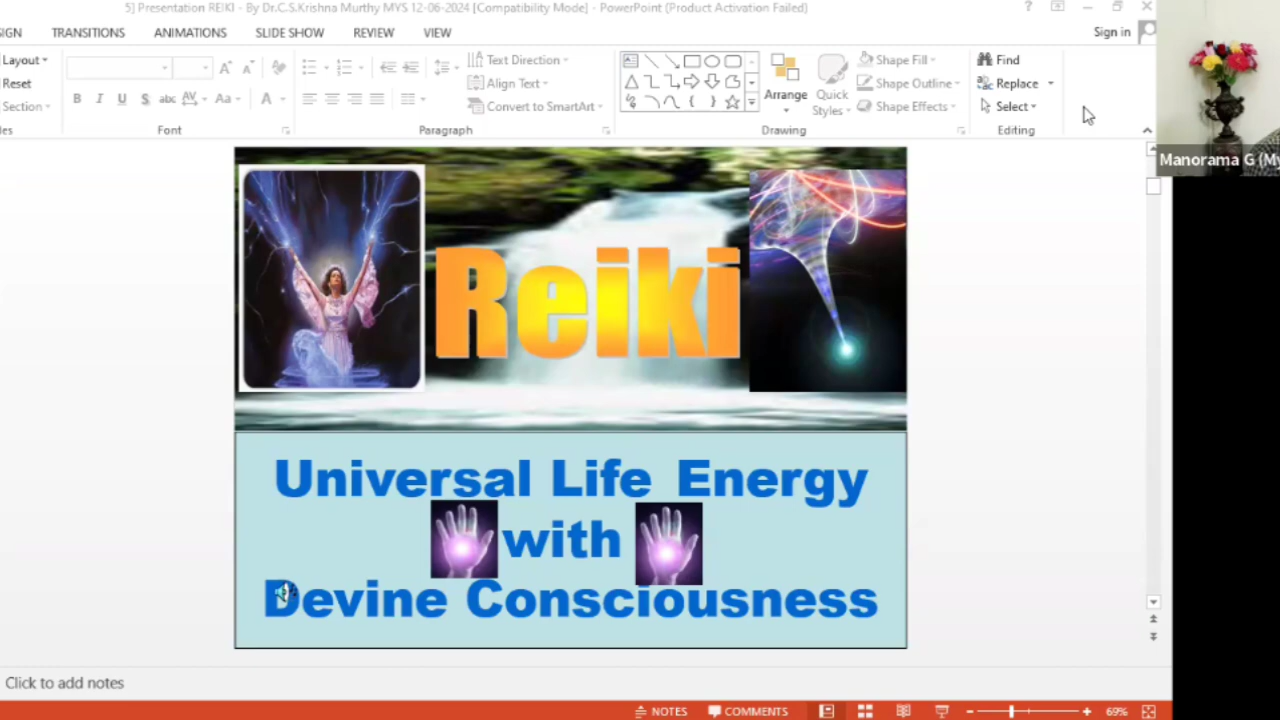 5] Presentation REIKI - By Dr.C.S.Krishna Murthy MYS 12-06-2024 [Compatibility Mode] - PowerPoint (Product Activation Failed)
SIGN TRANSITIONS ANIMATIONS SLIDE SHOW REVIEW VIEW Sign in
Layout Text Direction Shape Fill Find
Reset Align Text Arrange Quick Shape Outline Replace
Section Convert to SmartArt Styles Shape Effects Select
Font Paragraph Drawing Editing
Manorama G (My
Reiki
Universal Life Energy
with
Devine Consciousness
Click to add notes
NOTES COMMENTS 69%